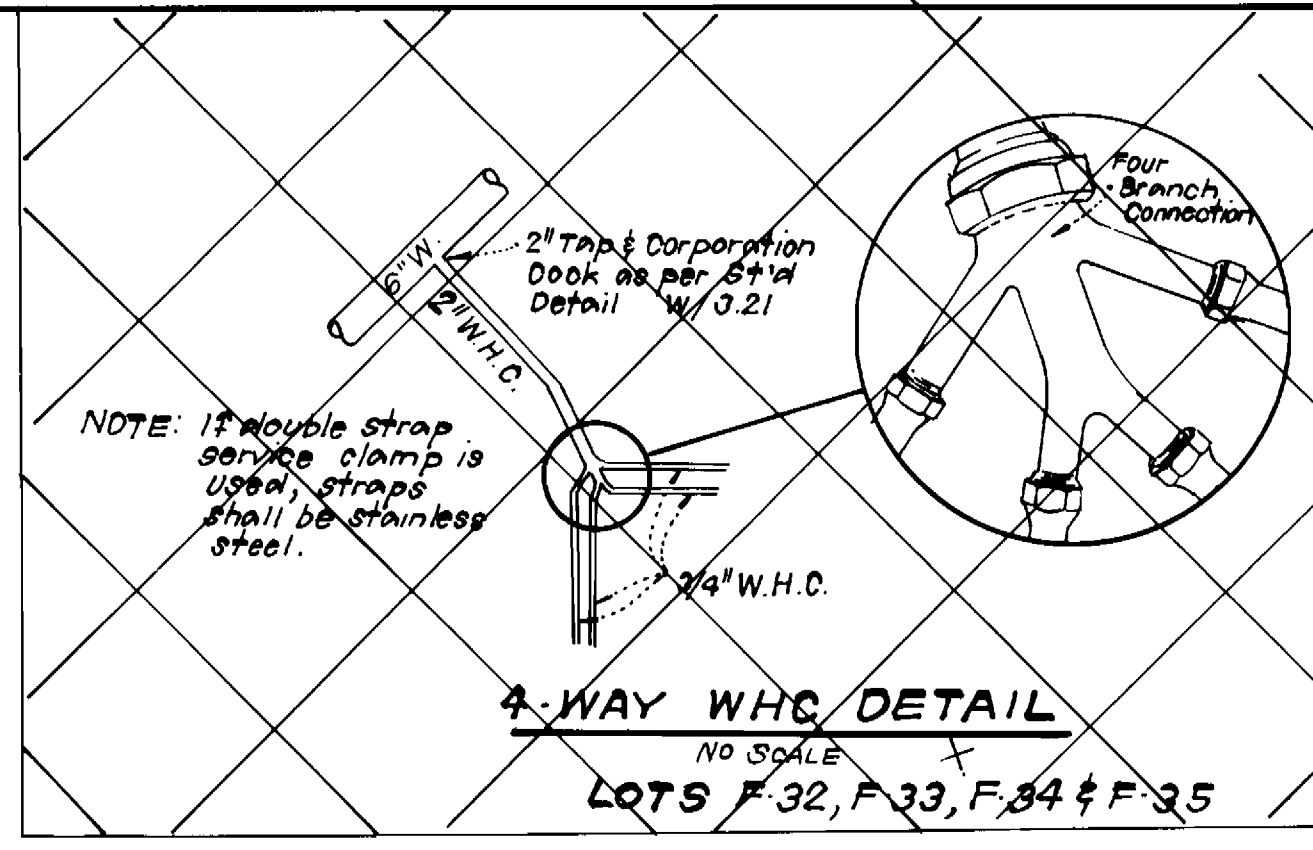 Four
Branch
Connection
2" Tap & Corporation
Cock as per St'd
Detail W/3.21
6" W.
2" W.H.C.
NOTE: If double strap
service clamp is
used, straps
shall be stainless
steel.
3/4" W.H.C.
4-WAY WHC DETAIL
NO SCALE
LOTS F-32, F-33, F-34 & F-35